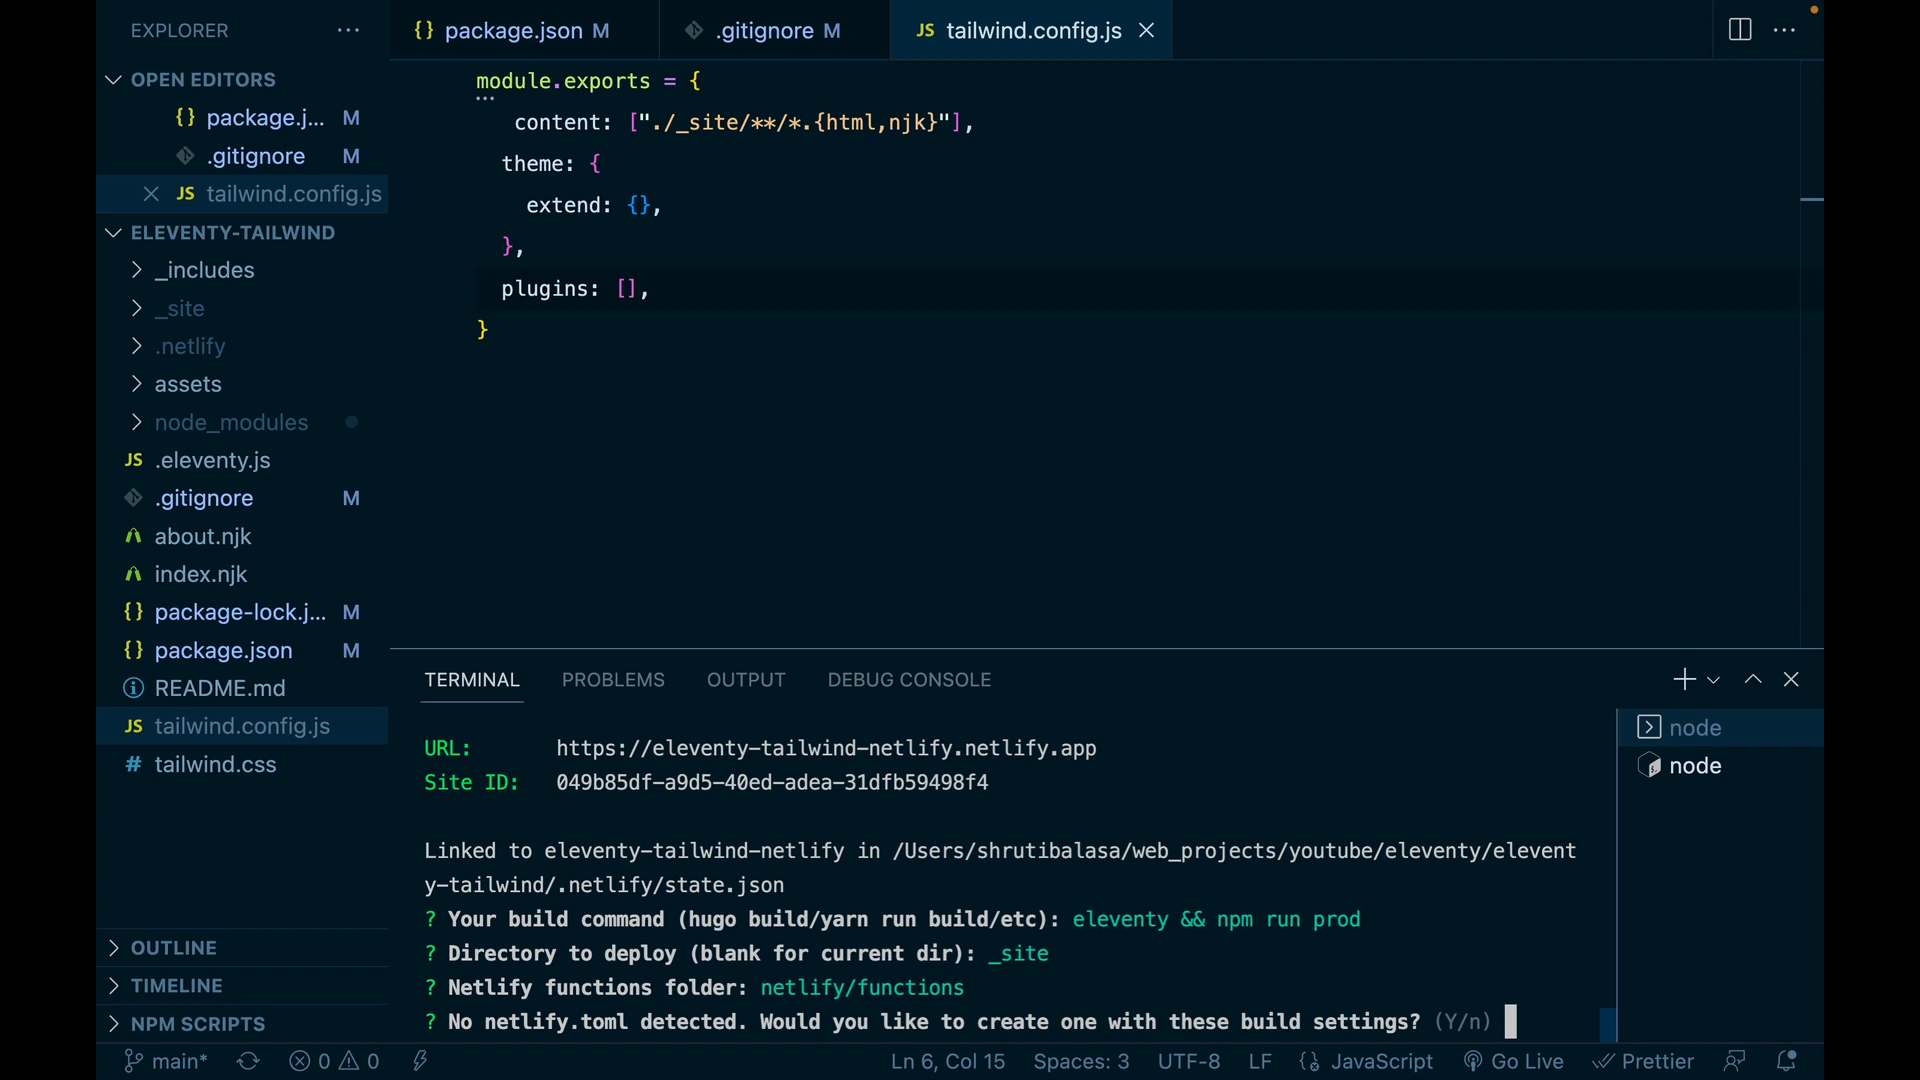 EXPLORER
OPEN EDITORS
{} package.j... M
.gitignore M
JS tailwind.config.js
ELEVENTY-TAILWIND
_includes
_site
.netlify
assets
node_modules
JS .eleventy.js
.gitignore M
about.njk
index.njk
{} package-lock.j... M
{} package.json M
README.md
JS tailwind.config.js
# tailwind.css
OUTLINE
TIMELINE
NPM SCRIPTS
{} package.json M
.gitignore M
JS tailwind.config.js
module.exports = {
content: ["./_site/**/*.{html,njk}"],
theme: {
extend: {},
},
plugins: [],
}
TERMINAL PROBLEMS OUTPUT DEBUG CONSOLE
URL: https://eleventy-tailwind-netlify.netlify.app
Site ID: 049b85df-a9d5-40ed-adea-31dfb59498f4
Linked to eleventy-tailwind-netlify in /Users/shrutibalasa/web_projects/youtube/eleventy/elevent
y-tailwind/.netlify/state.json
? Your build command (hugo build/yarn run build/etc): eleventy && npm run prod
? Directory to deploy (blank for current dir): _site
? Netlify functions folder: netlify/functions
? No netlify.toml detected. Would you like to create one with these build settings? (Y/n)
node
node
main* 0 0 Ln 6, Col 15 Spaces: 3 UTF-8 LF JavaScript Go Live Prettier